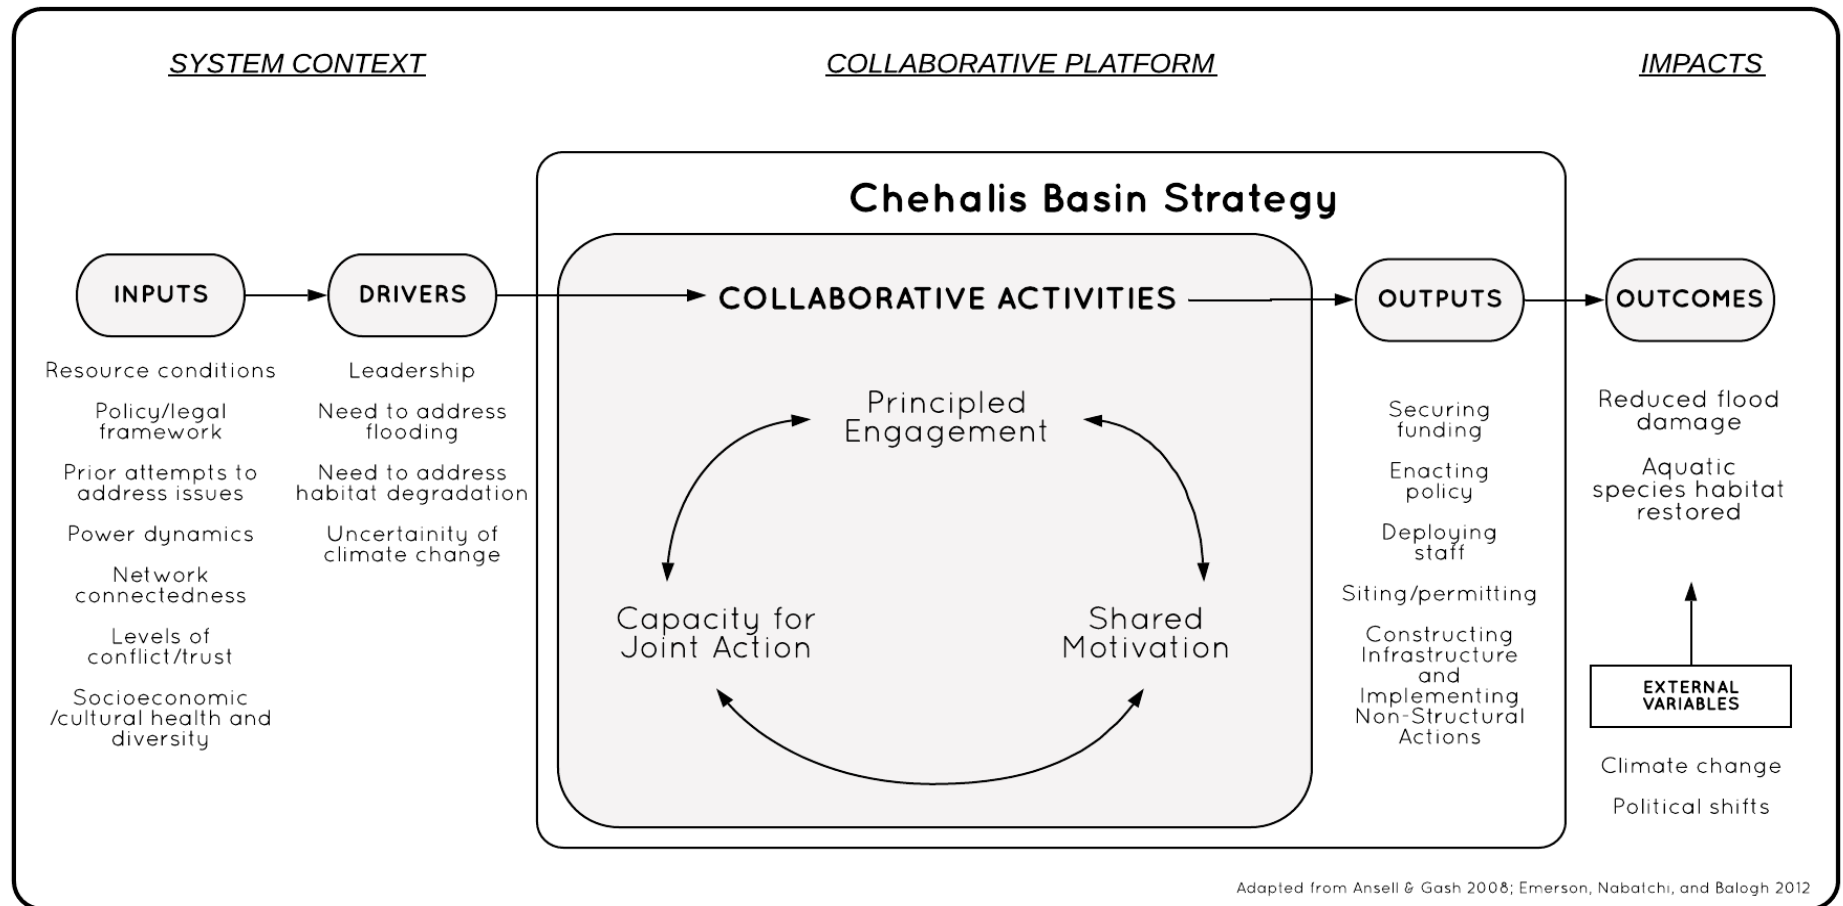 SYSTEM CONTEXT
COLLABORATIVE PLATFORM
IMPACTS
Chehalis Basin Strategy
INPUTS
DRIVERS
COLLABORATIVE ACTIVITIES
OUTPUTS
OUTCOMES
Resource conditions
Policy/legal
framework
Prior attempts to
address issues
Power dynamics
Network
connectedness
Levels of
conflict/trust
Socioeconomic
/cultural health and
diversity
Leadership
Need to address
flooding
Need to address
habitat degradation
Uncertainity of
climate change
Principled
Engagement
Capacity for
Joint Action
Shared
Motivation
Securing
funding
Enacting
policy
Deploying
staff
Siting/permitting
Constructing
Infrastructure
and
Implementing
Non-Structural
Actions
Reduced flood
damage
Aquatic
species habitat
restored
EXTERNAL
VARIABLES
Climate change
Political shifts
Adapted from Ansell & Gash 2008; Emerson, Nabatchi, and Balogh 2012